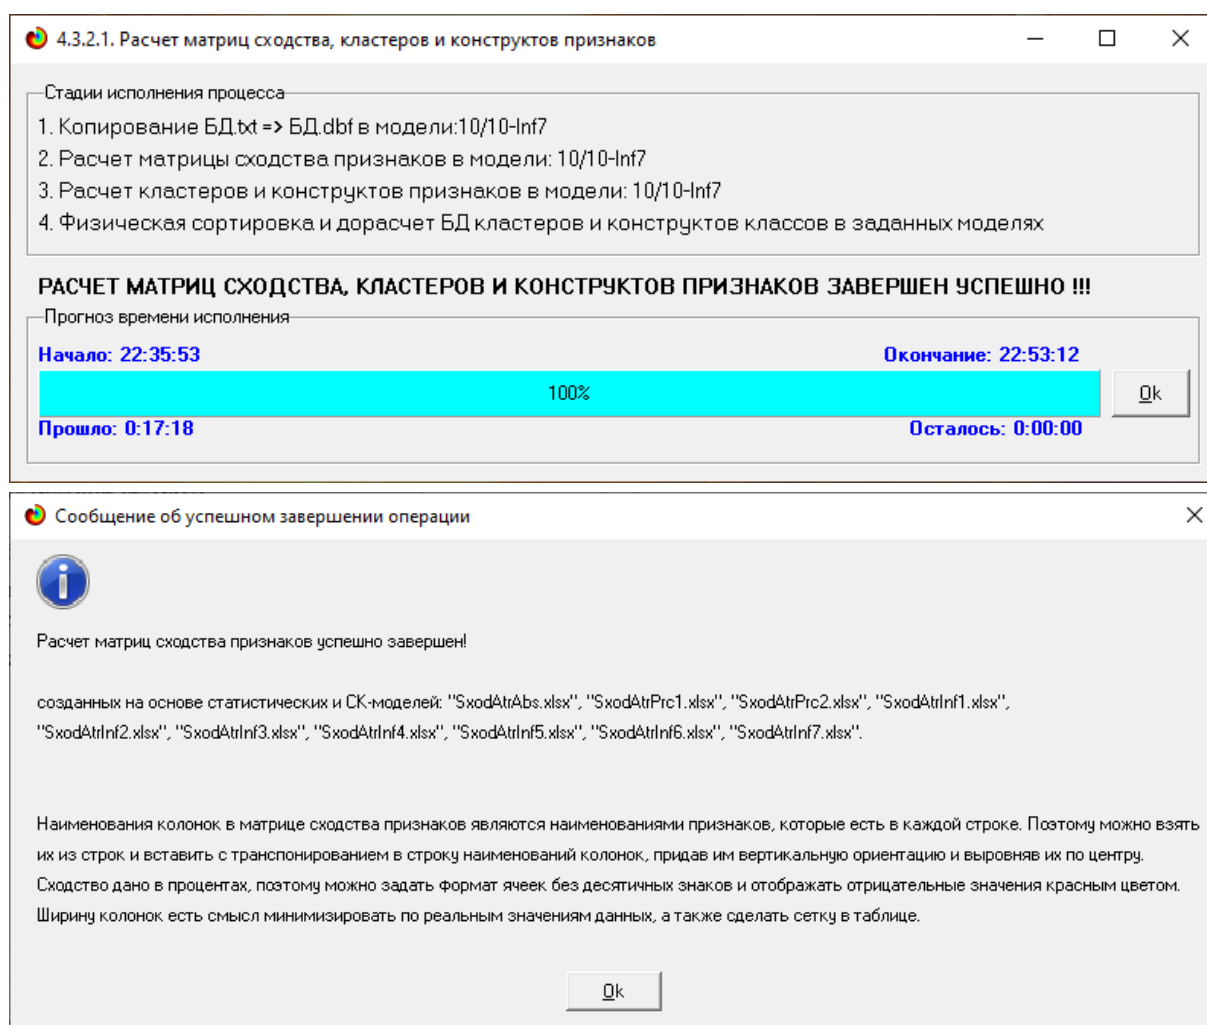 4.3.2.1. Расчет матриц сходства, кластеров и конструктов признаков
Стадии исполнения процесса
1. Копирование БД.txt => БД.dbf в модели:10/10-Inf7
2. Расчет матрицы сходства признаков в модели: 10/10-Inf7
3. Расчет кластеров и конструктов признаков в модели: 10/10-Inf7
4. Физическая сортировка и дорасчет БД кластеров и конструктов классов в заданных моделях
РАСЧЕТ МАТРИЦ СХОДСТВА, КЛАСТЕРОВ И КОНСТРУКТОВ ПРИЗНАКОВ ЗАВЕРШЕН УСПЕШНО !!!
Прогноз времени исполнения
Начало: 22:35:53 Окончание: 22:53:12
100%
Ok
Прошло: 0:17:18 Осталось: 0:00:00
Сообщение об успешном завершении операции
Расчет матриц сходства признаков успешно завершен!
созданных на основе статистических и СК-моделей: "SxodAtrAbs.xlsx", "SxodAtrPrc1.xlsx", "SxodAtrPrc2.xlsx", "SxodAtrInf1.xlsx",
"SxodAtrInf2.xlsx", "SxodAtrInf3.xlsx", "SxodAtrInf4.xlsx", "SxodAtrInf5.xlsx", "SxodAtrInf6.xlsx", "SxodAtrInf7.xlsx".
Наименования колонок в матрице сходства признаков являются наименованиями признаков, которые есть в каждой строке. Поэтому можно взять
их из строк и вставить с транспонированием в строку наименований колонок, придав им вертикальную ориентацию и выровняв их по центру.
Сходство дано в процентах, поэтому можно задать формат ячеек без десятичных знаков и отображать отрицательные значения красным цветом.
Ширину колонок есть смысл минимизировать по реальным значениям данных, а также сделать сетку в таблице.
Ok